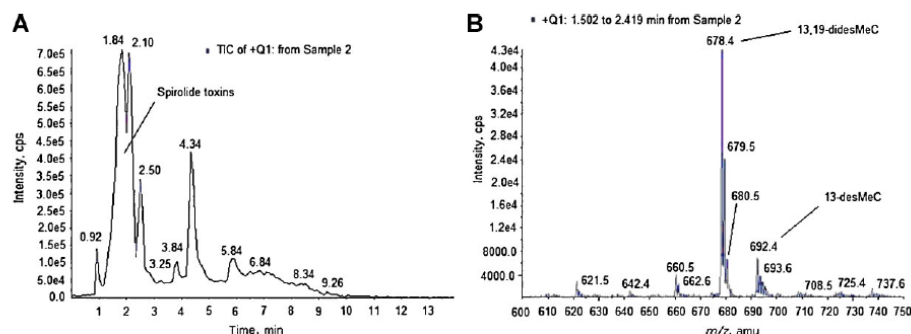 A
TIC of +Q1: from Sample 2
1.84
2.10
Spirolide toxins
7.0e5
6.5e5
6.0e5
5.5e5
5.0e5
4.5e5
4.0e5
3.5e5
3.0e5
2.5e5
2.0e5
1.5e5
1.0e5
5.0e4
0.0
Intensity, cps
0.92
2.50
3.25
3.84
4.34
5.84
6.84
8.34
9.26
1 2 3 4 5 6 7 8 9 10 11 12 13
Time, min
B
+Q1: 1.502 to 2.419 min from Sample 2
13,19-didesMeC
678.4
4.3e4
4.0e4
3.6e4
3.2e4
2.8e4
2.4e4
2.0e4
1.6e4
1.2e4
8000.0
4000.0
Intensity, cps
679.5
680.5
13-desMeC
692.4
693.6
621.5
642.4
660.5
662.6
708.5
725.4
737.6
600 610 620 630 640 650 660 670 680 690 700 710 720 730 740 750
m/z, amu